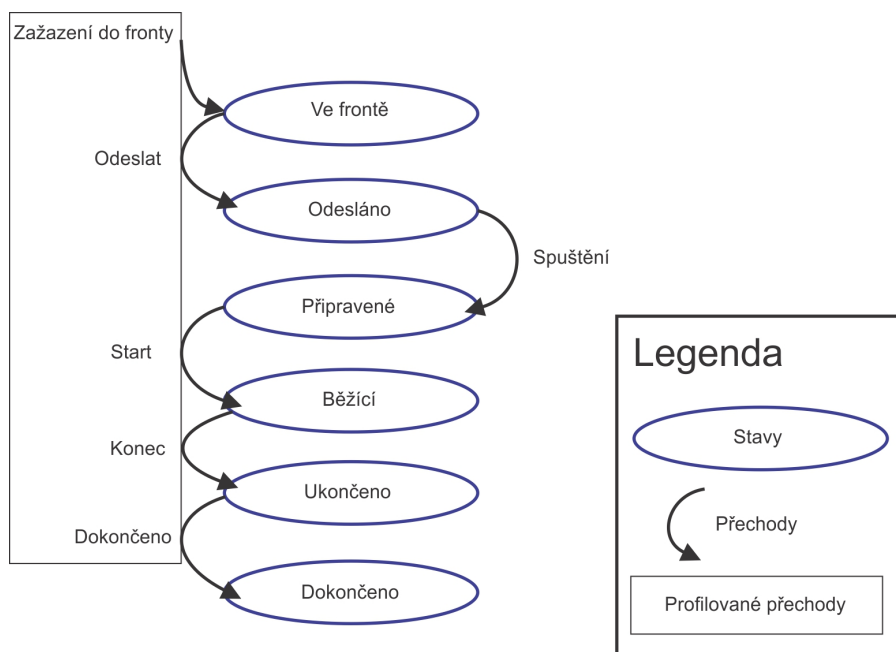 Zažazení do fronty
Ve frontě
Odeslat
Odesláno
Spuštění
Připravené
Start
Běžící
Konec
Ukončeno
Dokončeno
Dokončeno
Legenda
Stavy
Přechody
Profilované přechody